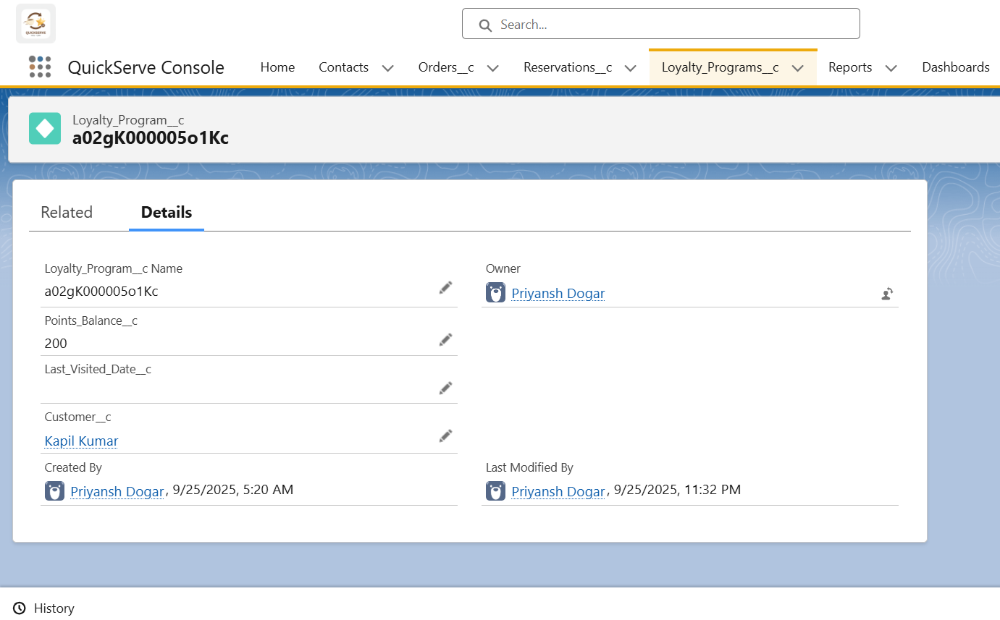 QUICKSERVE
Search...
QuickServe Console
Home
Contacts
Orders__c
Reservations__c
Loyalty_Programs__c
Reports
Dashboards
Loyalty_Program__c
a02gK000005o1Kc
Related
Details
Loyalty_Program__c Name
a02gK000005o1Kc
Owner
Priyansh Dogar
Points_Balance__c
200
Last_Visited_Date__c
Customer__c
Kapil Kumar
Created By
Priyansh Dogar, 9/25/2025, 5:20 AM
Last Modified By
Priyansh Dogar, 9/25/2025, 11:32 PM
History